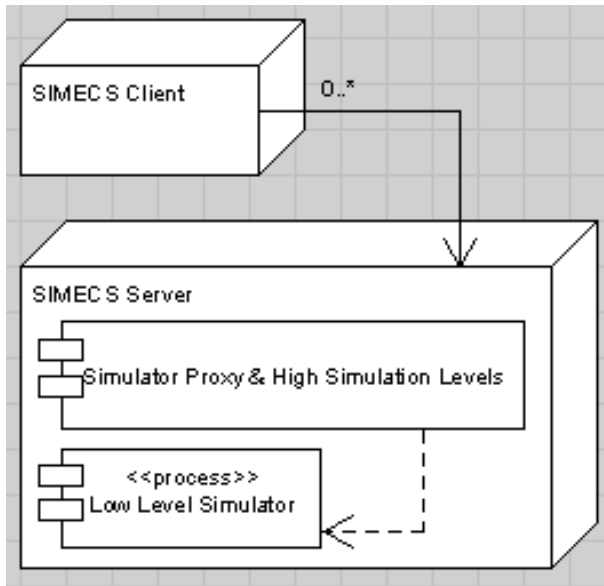 SIMECS Client
0..*
SIMECS Server
Simulator Proxy & High Simulation Levels
<<process>>
Low Level Simulator